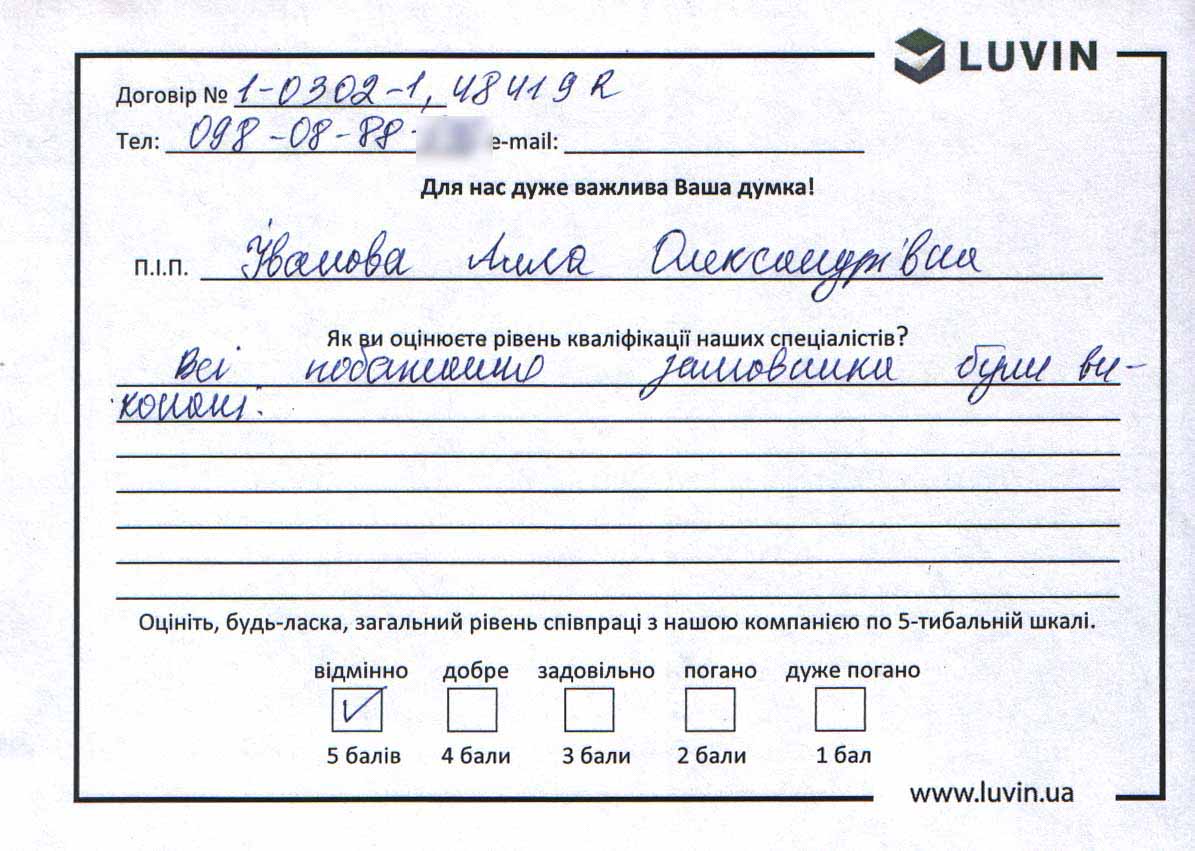 LUVIN
Договір № 1-0302-1, 48419R
Тел: 098-08-88- e-mail:
Для нас дуже важлива Ваша думка!
П.І.П. Іванова Алла Олександрівна
Як ви оцінюєте рівень кваліфікації наших спеціалістів?
Всі побажання замовника були ви-
конані.
Оцініть, будь-ласка, загальний рівень співпраці з нашою компанією по 5-тибальній шкалі.
відмінно добре задовільно погано дуже погано
5 балів 4 бали 3 бали 2 бали 1 бал
www.luvin.ua